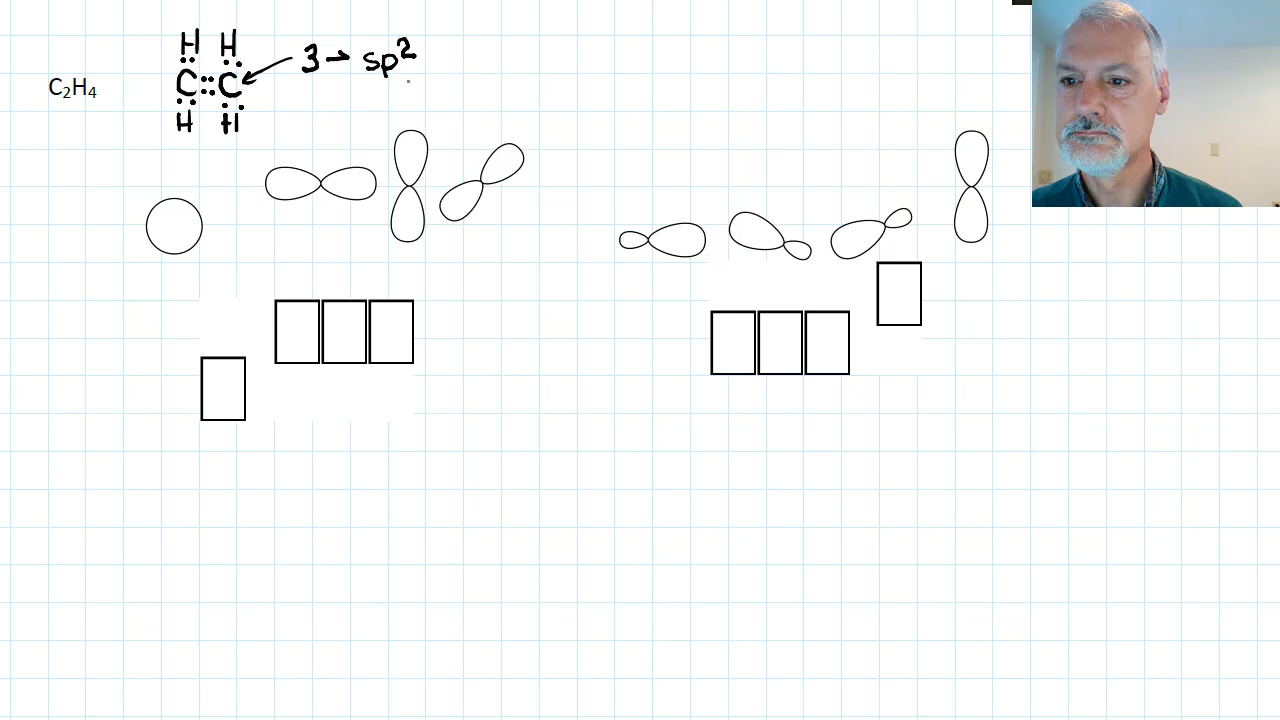 H H
C₂H₄ C::C 3 → sp²
H H